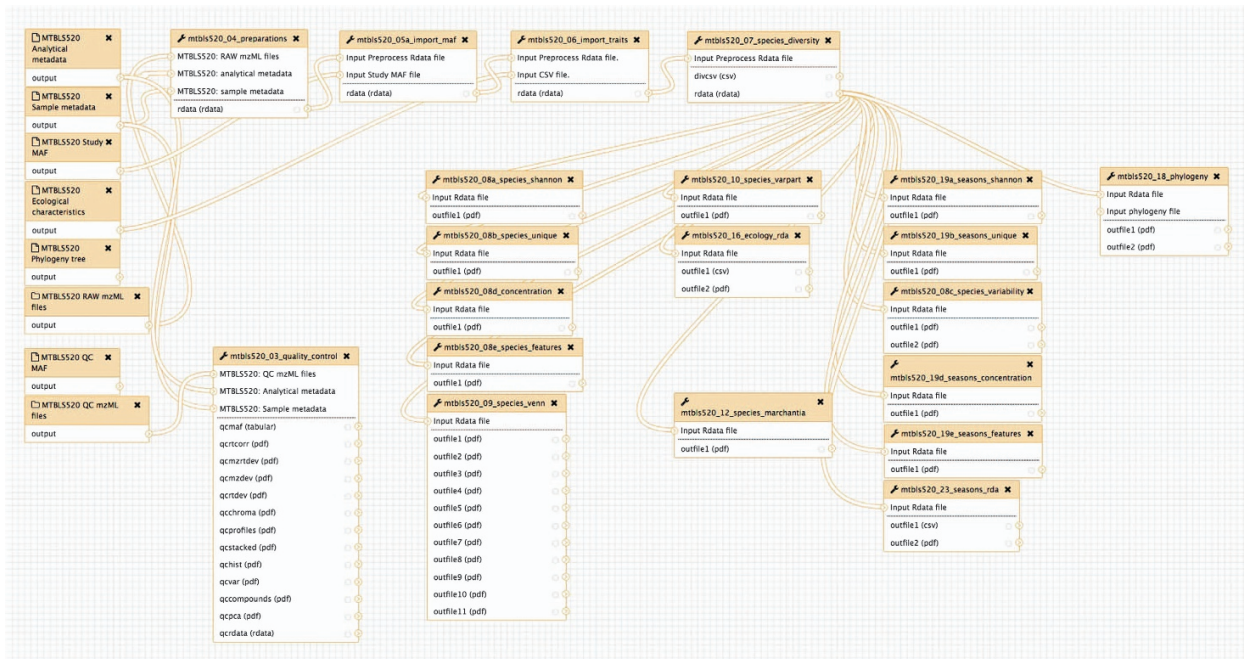 MTBLS520
Analytical
metadata
output
MTBLS520
Sample metadata
output
MTBLS520 Study
MAF
output
MTBLS520
Ecological
characteristics
output
MTBLS520
Phylogeny tree
output
MTBLS520 RAW mzML
files
output
MTBLS520 QC
MAF
output
MTBLS520 QC mzML
files
output
mtbls520_04_preparations
MTBLS520: RAW mzML files
MTBLS520: analytical metadata
MTBLS520: sample metadata
rdata (rdata)
mtbls520_05a_import_maf
Input Preprocess Rdata file
Input Study MAF file
rdata (rdata)
mtbls520_06_import_traits
Input Preprocess Rdata file.
Input CSV file.
rdata (rdata)
mtbls520_07_species_diversity
Input Preprocess Rdata file
divcsv (csv)
rdata (rdata)
mtbls520_03_quality_control
MTBLS520: QC mzML files
MTBLS520: Analytical metadata
MTBLS520: Sample metadata
qcmaf (tabular)
qcrtcorr (pdf)
qcmzrtdev (pdf)
qcmzdev (pdf)
qcrtdev (pdf)
qcchroma (pdf)
qcprofiles (pdf)
qcstacked (pdf)
qchist (pdf)
qcvar (pdf)
qccompounds (pdf)
qcpca (pdf)
qcrdata (rdata)
mtbls520_08a_species_shannon
Input Rdata file
outfile1 (pdf)
mtbls520_08b_species_unique
Input Rdata file
outfile1 (pdf)
mtbls520_08d_concentration
Input Rdata file
outfile1 (pdf)
mtbls520_08e_species_features
Input Rdata file
outfile1 (pdf)
mtbls520_09_species_venn
Input Rdata file
outfile1 (pdf)
outfile2 (pdf)
outfile3 (pdf)
outfile4 (pdf)
outfile5 (pdf)
outfile6 (pdf)
outfile7 (pdf)
outfile8 (pdf)
outfile9 (pdf)
outfile10 (pdf)
outfile11 (pdf)
mtbls520_10_species_varpart
Input Rdata file
outfile1 (pdf)
mtbls520_16_ecology_rda
Input Rdata file
outfile1 (csv)
outfile2 (pdf)
mtbls520_12_species_marchantia
Input Rdata file
outfile1 (pdf)
mtbls520_19a_seasons_shannon
Input Rdata file
outfile1 (pdf)
mtbls520_19b_seasons_unique
Input Rdata file
outfile1 (pdf)
mtbls520_08c_species_variability
Input Rdata file
outfile1 (pdf)
outfile2 (pdf)
mtbls520_19d_seasons_concentration
Input Rdata file
outfile1 (pdf)
mtbls520_19e_seasons_features
Input Rdata file
outfile1 (pdf)
mtbls520_23_seasons_rda
Input Rdata file
outfile1 (csv)
outfile2 (pdf)
mtbls520_18_phylogeny
Input Rdata file
Input phylogeny file
outfile1 (pdf)
outfile2 (pdf)